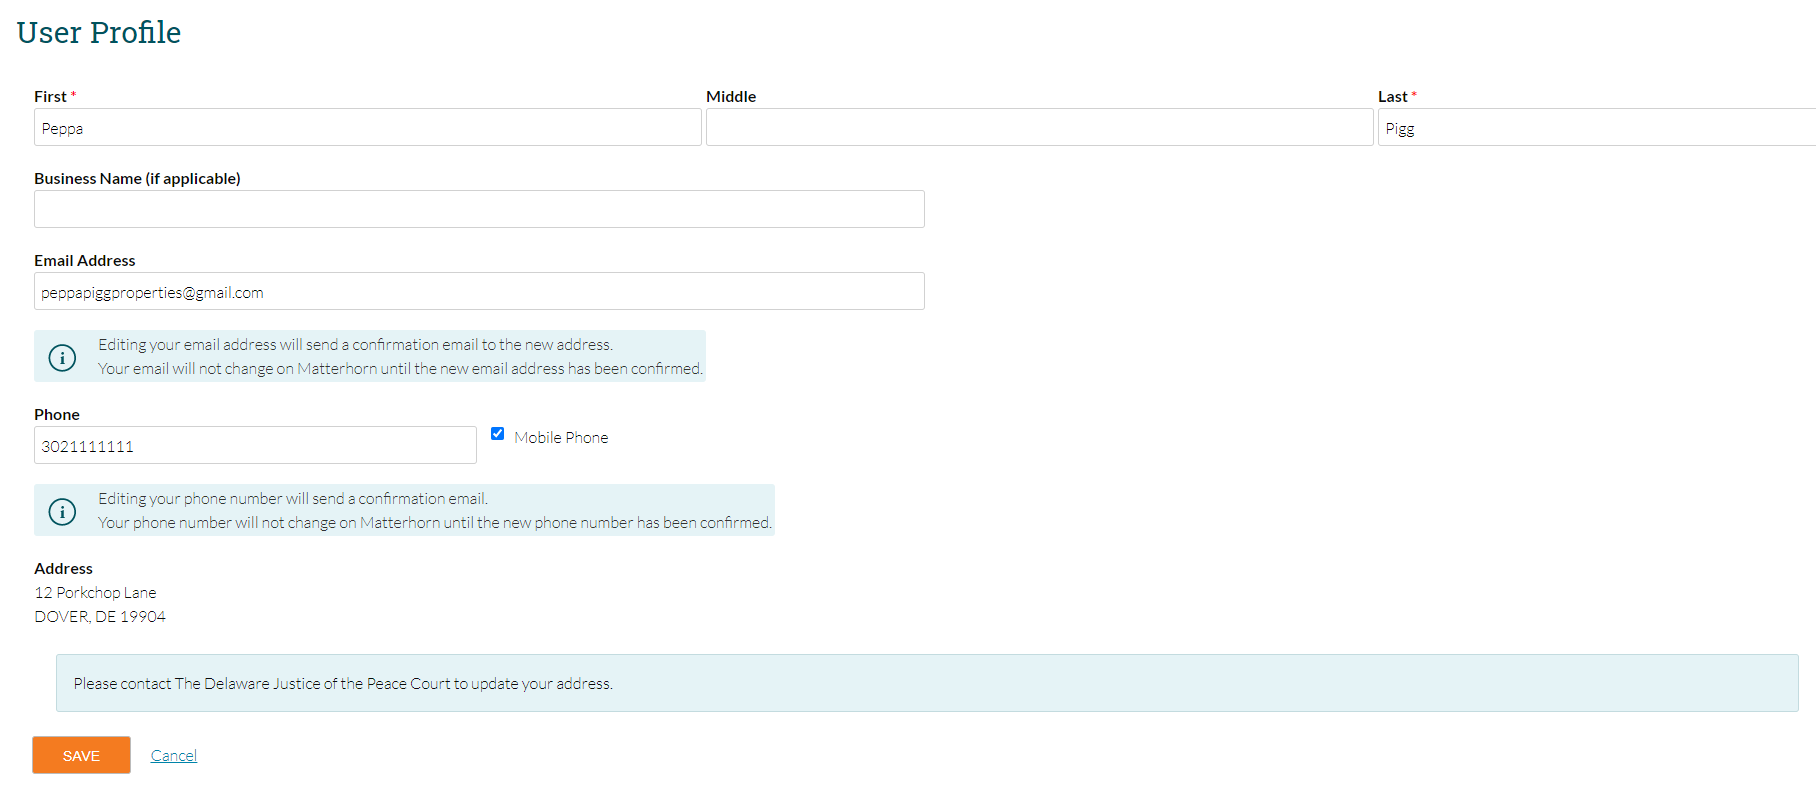 User Profile
First * Middle Last *
Peppa Pigg
Business Name (if applicable)
Email Address
peppapiggproperties@gmail.com
Editing your email address will send a confirmation email to the new address.
Your email will not change on Matterhorn until the new email address has been confirmed.
Phone
3021111111 Mobile Phone
Editing your phone number will send a confirmation email.
Your phone number will not change on Matterhorn until the new phone number has been confirmed.
Address
12 Porkchop Lane
DOVER, DE 19904
Please contact The Delaware Justice of the Peace Court to update your address.
SAVE Cancel